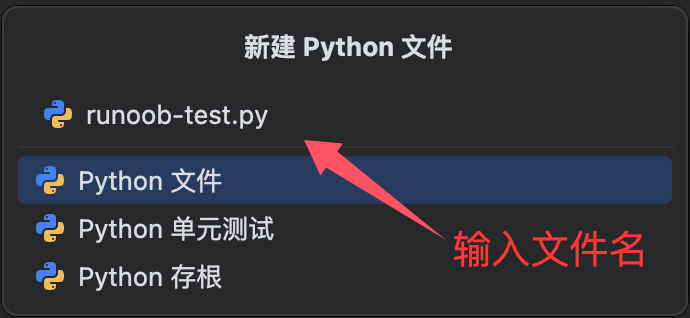 新建 Python 文件
runoob-test.py
Python 文件
Python 单元测试
输入文件名
Python 存根